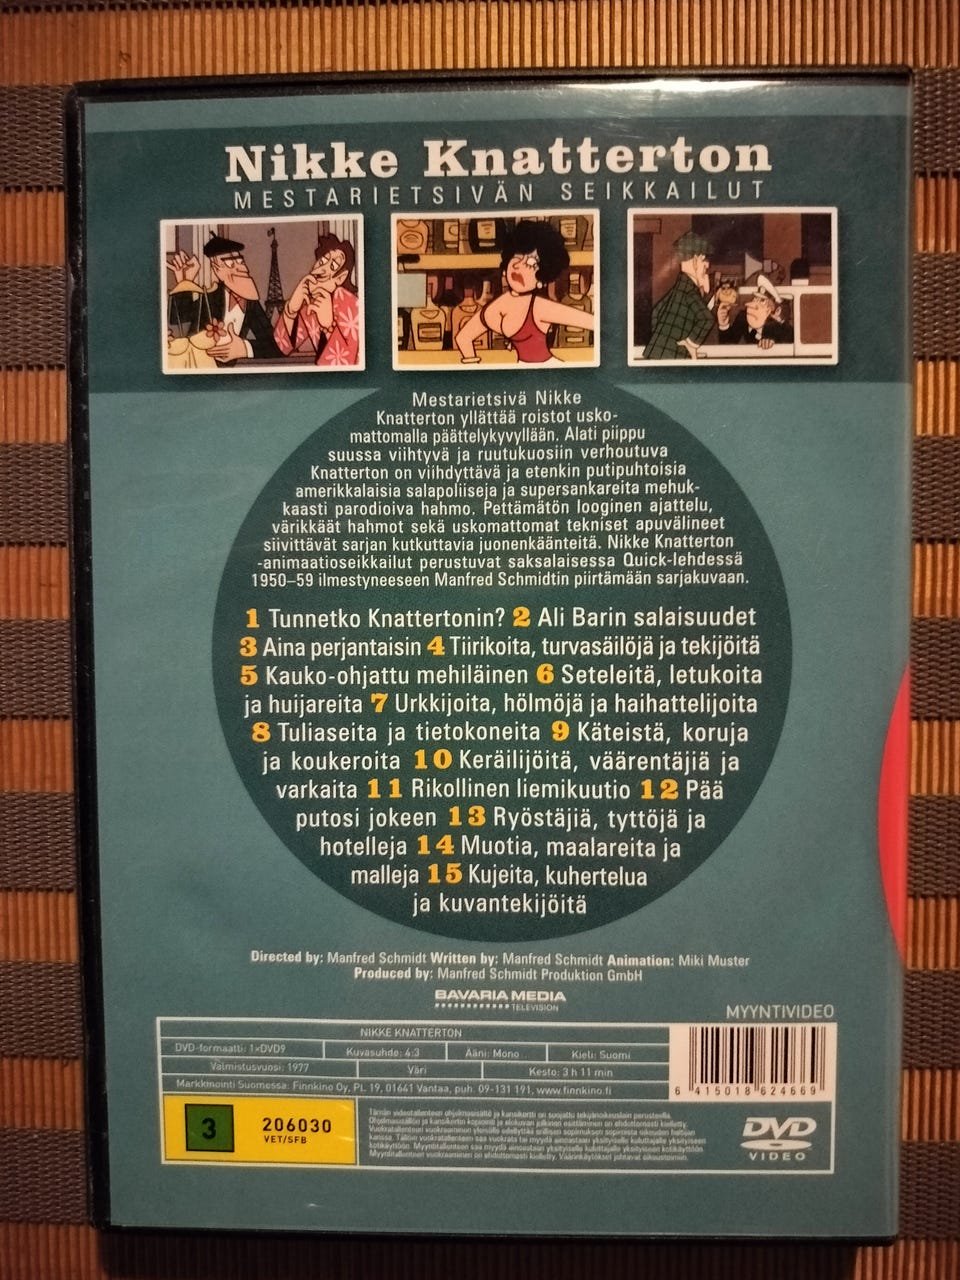 Nikke Knatterton
MESTARIETSIVÄN SEIKKAILUT
Mestarietsivä Nikke
Knatterton yllättää roistot usko-
mattomalla päättelykyvyllään. Alati piippu
suussa viihtyvä ja ruutukuosiin verhoutuva
Knatterton on viihdyttävä ja etenkin putipuhtoisia
amerikkalaisia salapoliiseja ja supersankareita mehuk-
kaasti parodioiva hahmo. Pettämätön looginen ajattelu,
värikkäät hahmot sekä uskomattomat tekniset apuvälineet
siivittävät sarjan kutkuttavia juonenkäänteitä. Nikke Knatterton
-animaatioseikkailut perustuvat saksalaisessa Quick-lehdessä
1950–59 ilmestyneeseen Manfred Schmidtin piirtämään sarjakuvaan.
1 Tunnetko Knattertonin? 2 Ali Barin salaisuudet
3 Aina perjantaisin 4 Tiirikoita, turvasäilöjä ja tekijöitä
5 Kauko-ohjattu mehiläinen 6 Seteleitä, letukoita
ja huijareita 7 Urkkijoita, hölmöjä ja haihattelijoita
8 Tuliaseita ja tietokoneita 9 Käteistä, koruja
ja koukeroita 10 Keräilijöitä, väärentäjiä ja
varkaita 11 Rikollinen liemikuutio 12 Pää
putosi jokeen 13 Ryöstäjiä, tyttöjä ja
hotelleja 14 Muotia, maalareita ja
malleja 15 Kujeita, kuhertelua
ja kuvantekijöitä
Directed by: Manfred Schmidt Written by: Manfred Schmidt Animation: Miki Muster
Produced by: Manfred Schmidt Produktion GmbH
BAVARIA MEDIA
TELEVISION
MYYNTIVIDEO
NIKKE KNATTERTON
DVD-formaatti: 1×DVD9 Kuvasuhde: 4:3 Ääni: Mono Kieli: Suomi
Valmistusvuosi: 1977 Väri Kesto: 3 h 11 min
Markkinointi Suomessa: Finnkino Oy, PL 19, 01641 Vantaa, puh. 09-131 191, www.finnkino.fi
6 415018 624669
3 206030
VET/SFB
Tämän videotallenteen ohjelmasisältö ja kansikortti on suojattu tekijänoikeuslain perusteella.
DVD
VIDEO